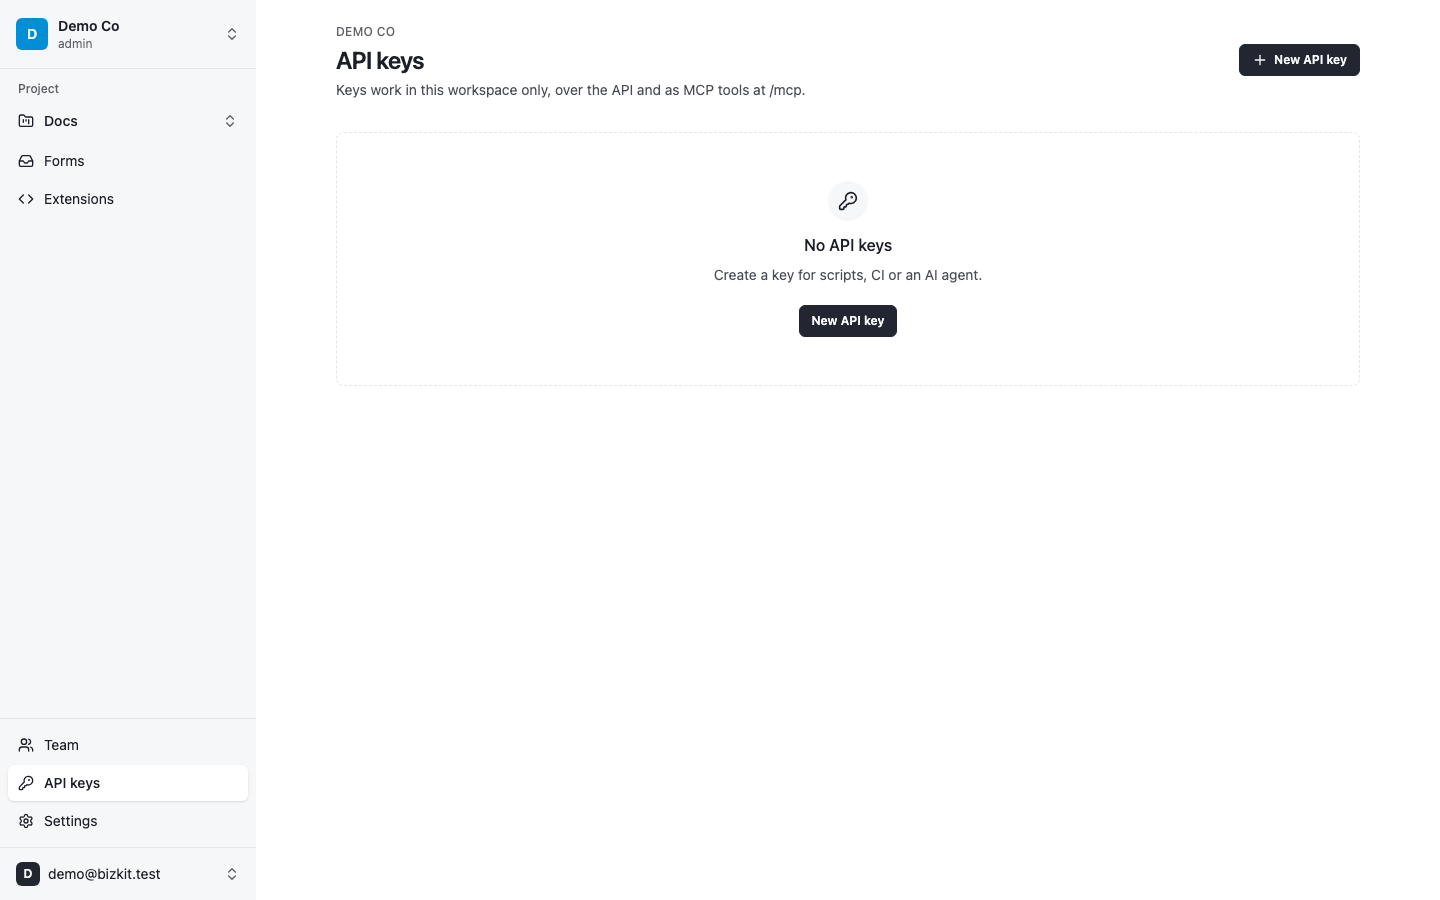 D
Demo Co
admin
Project
Docs
Forms
Extensions
Team
API keys
Settings
D
demo@bizkit.test
DEMO CO
API keys
Keys work in this workspace only, over the API and as MCP tools at /mcp.
New API key
No API keys
Create a key for scripts, CI or an AI agent.
New API key